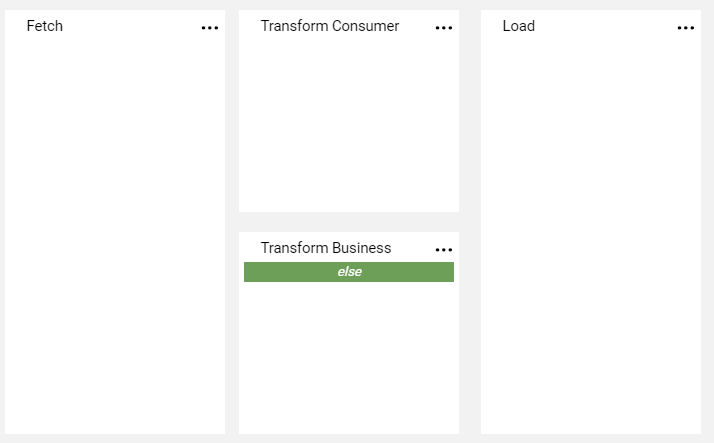 Fetch
Transform Consumer
Transform Business
else
Load